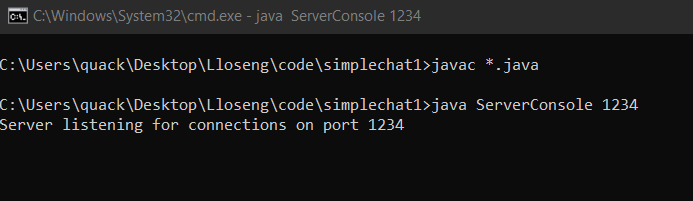 C:\Windows\System32\cmd.exe - java  ServerConsole 1234
C:\Users\quack\Desktop\Lloseng\code\simplechat1>javac *.java
C:\Users\quack\Desktop\Lloseng\code\simplechat1>java ServerConsole 1234
Server listening for connections on port 1234